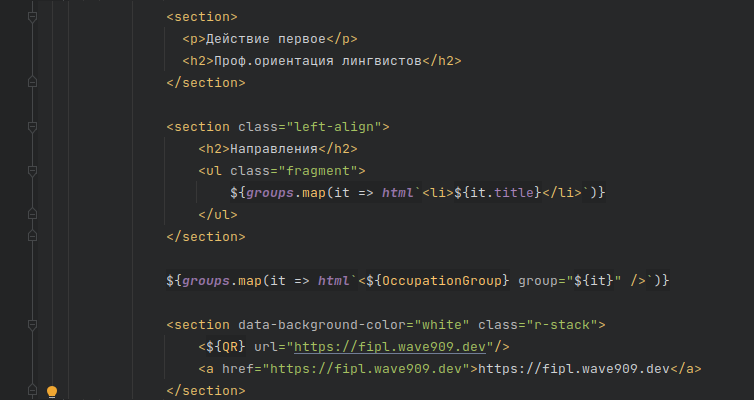 <section>
<p>Действие первое</p>
<h2>Проф.ориентация лингвистов</h2>
</section>
<section class="left-align">
<h2>Направления</h2>
<ul class="fragment">
${groups.map(it => html`<li>${it.title}</li>`)}
</ul>
</section>
${groups.map(it => html`<${OccupationGroup} group="${it}" />`)}
<section data-background-color="white" class="r-stack">
<${QR} url="https://fipl.wave909.dev"/>
<a href="https://fipl.wave909.dev">https://fipl.wave909.dev</a>
</section>